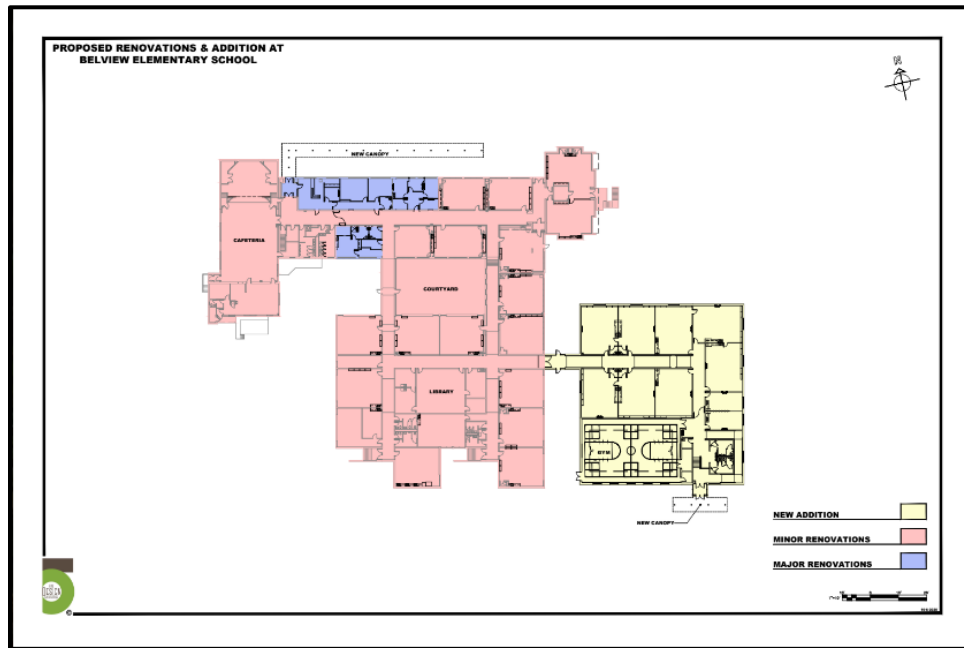 PROPOSED RENOVATIONS & ADDITION AT
BELVIEW ELEMENTARY SCHOOL
N
NEW CANOPY
CAFETERIA
COURTYARD
LIBRARY
GYM
NEW CANOPY
NEW ADDITION
MINOR RENOVATIONS
MAJOR RENOVATIONS
DESIGN
©